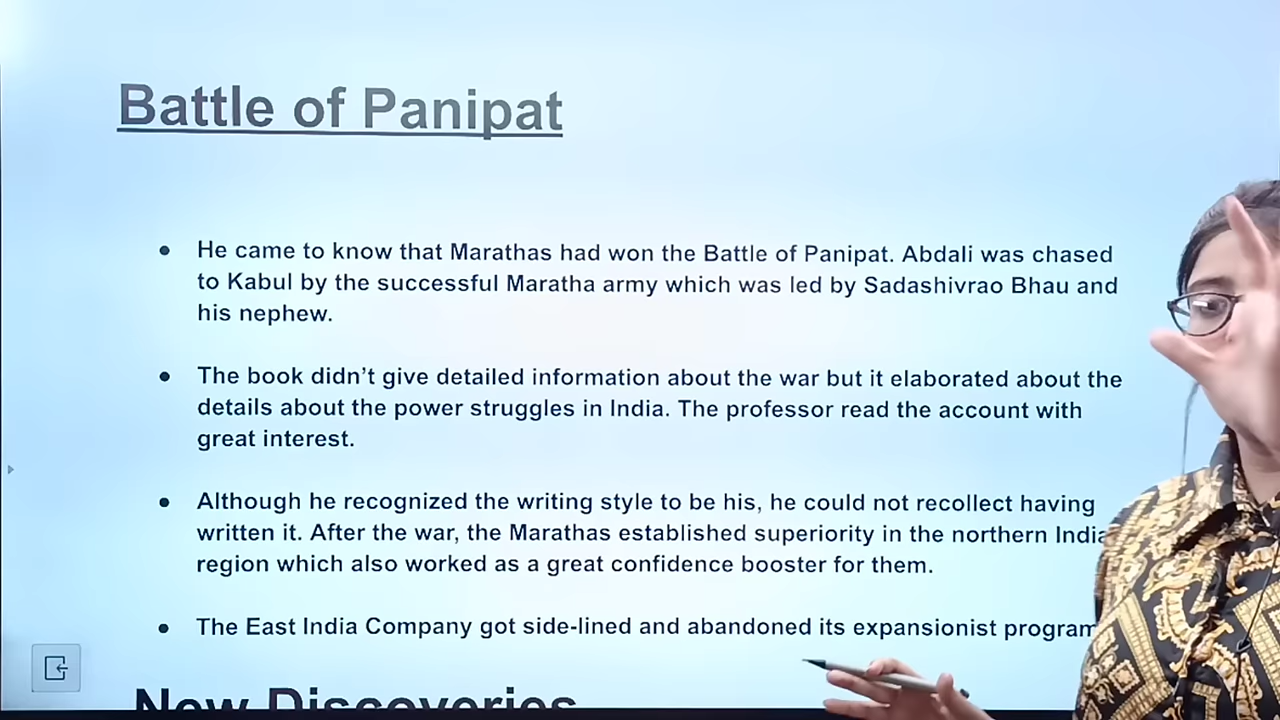 Battle of Panipat
• He came to know that Marathas had won the Battle of Panipat. Abdali was chased
to Kabul by the successful Maratha army which was led by Sadashivrao Bhau and
his nephew.
• The book didn’t give detailed information about the war but it elaborated about the
details about the power struggles in India. The professor read the account with
great interest.
• Although he recognized the writing style to be his, he could not recollect having
written it. After the war, the Marathas established superiority in the northern India
region which also worked as a great confidence booster for them.
• The East India Company got side-lined and abandoned its expansionist program
New Discoveries